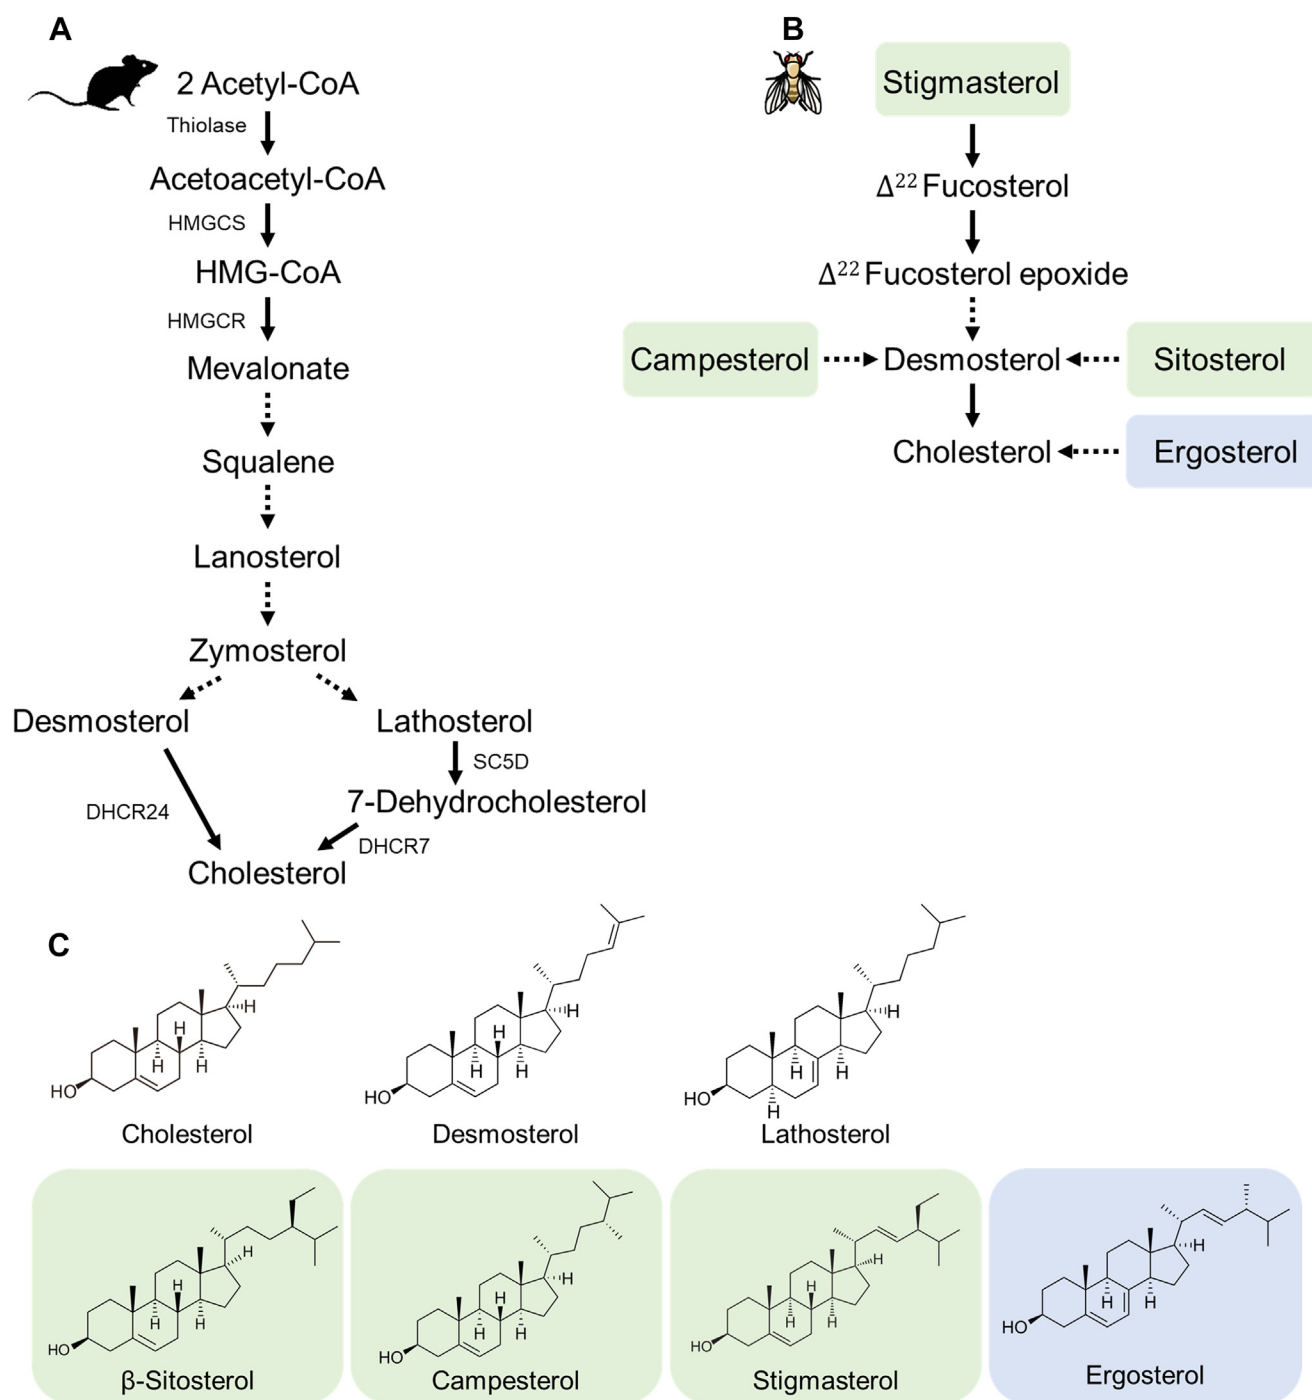 A
2 Acetyl-CoA
Thiolase
Acetoacetyl-CoA
HMGCS
HMG-CoA
HMGCR
Mevalonate
Squalene
Lanosterol
Zymosterol
Desmosterol
Lathosterol
SC5D
7-Dehydrocholesterol
DHCR24
DHCR7
Cholesterol
B
Stigmasterol
Δ²² Fucosterol
Δ²² Fucosterol epoxide
Campesterol
Desmosterol
Sitosterol
Cholesterol
Ergosterol
C
H
H
H
H
HO
Cholesterol
H
H
H
H
HO
Desmosterol
H
H
H
H
HO
Lathosterol
H
H
H
H
HO
β-Sitosterol
H
H
H
H
HO
Campesterol
H
H
H
H
HO
Stigmasterol
H
H
H
HO
Ergosterol